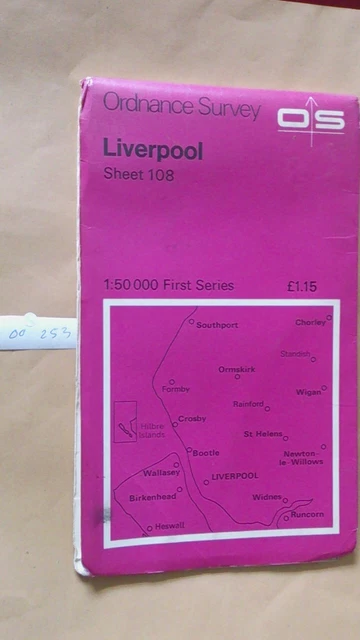 Ordnance Survey
OS
Liverpool
Sheet 108
1:50 000 First Series £1.15
Southport
Chorley
Standish
Ormskirk
Formby
Wigan
Rainford
Crosby
Hilbre
Islands
St. Helens
Bootle
Newton-
le-Willows
Wallasey
LIVERPOOL
Birkenhead
Widnes
Runcorn
Heswall
00 253